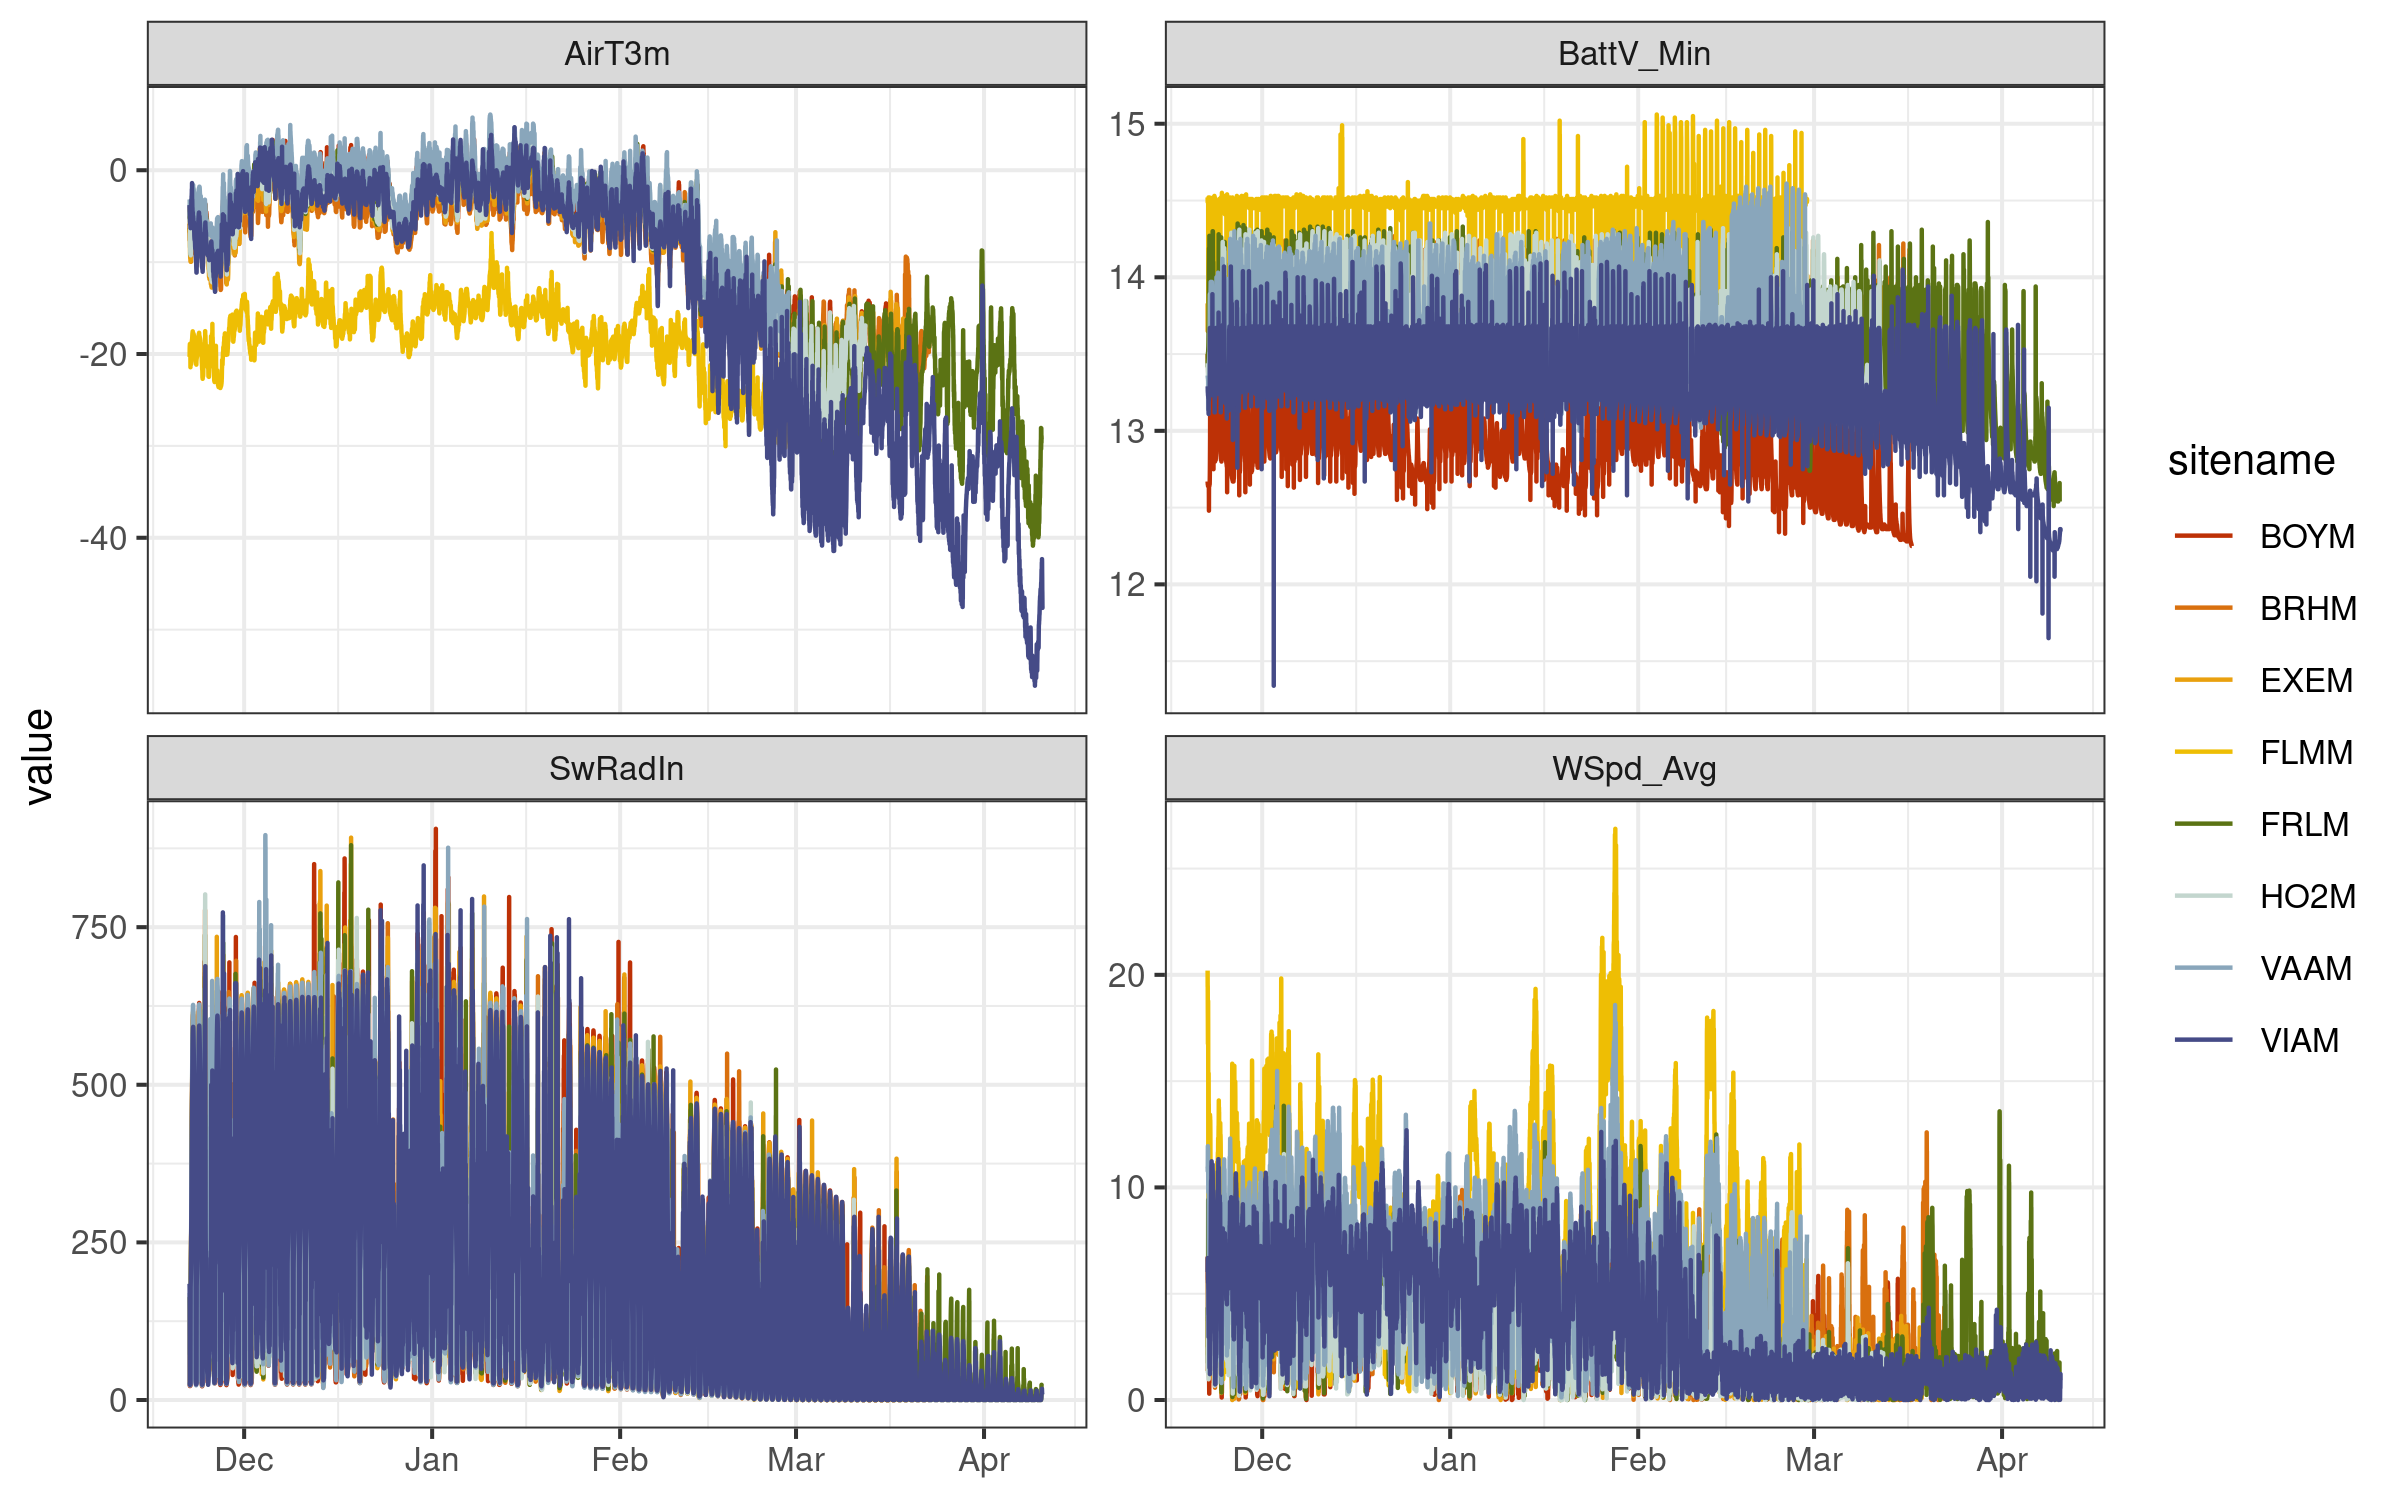 AirT3m
BattV_Min
0
-20
-40
15
14
13
12
value
SwRadIn
WSpd_Avg
750
500
250
0
20
10
0
Dec Jan Feb Mar Apr
Dec Jan Feb Mar Apr
sitename
BOYM
BRHM
EXEM
FLMM
FRLM
HO2M
VAAM
VIAM